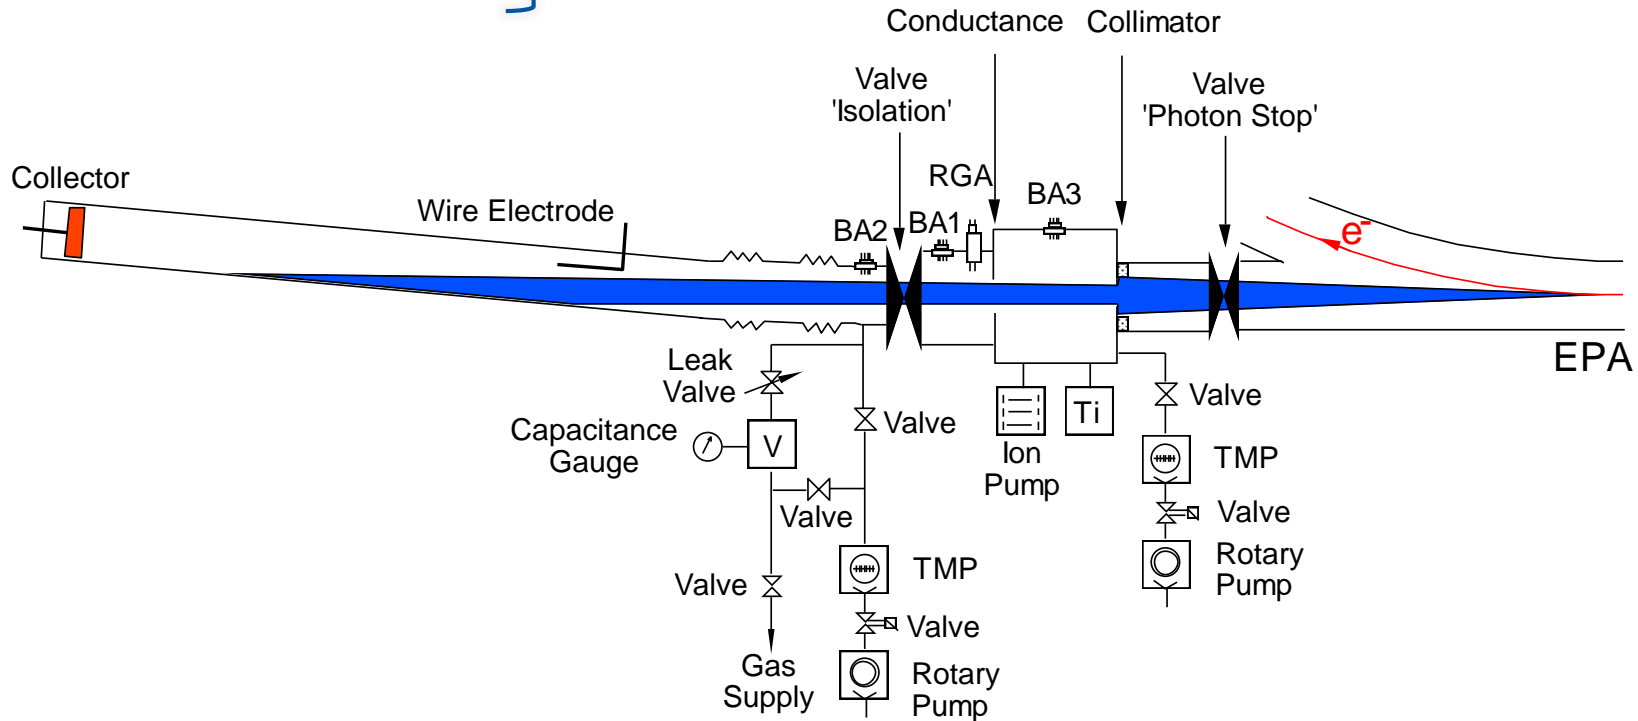 Conductance
Collimator
Valve
'Isolation'
Valve
'Photon Stop'
Collector
RGA
BA3
Wire Electrode
BA2
BA1
e-
EPA
Leak
Valve
Valve
Ti
Valve
Capacitance
Gauge
V
Ion
Pump
TMP
Valve
Valve
Rotary
Pump
TMP
Valve
Valve
Gas
Supply
Rotary
Pump